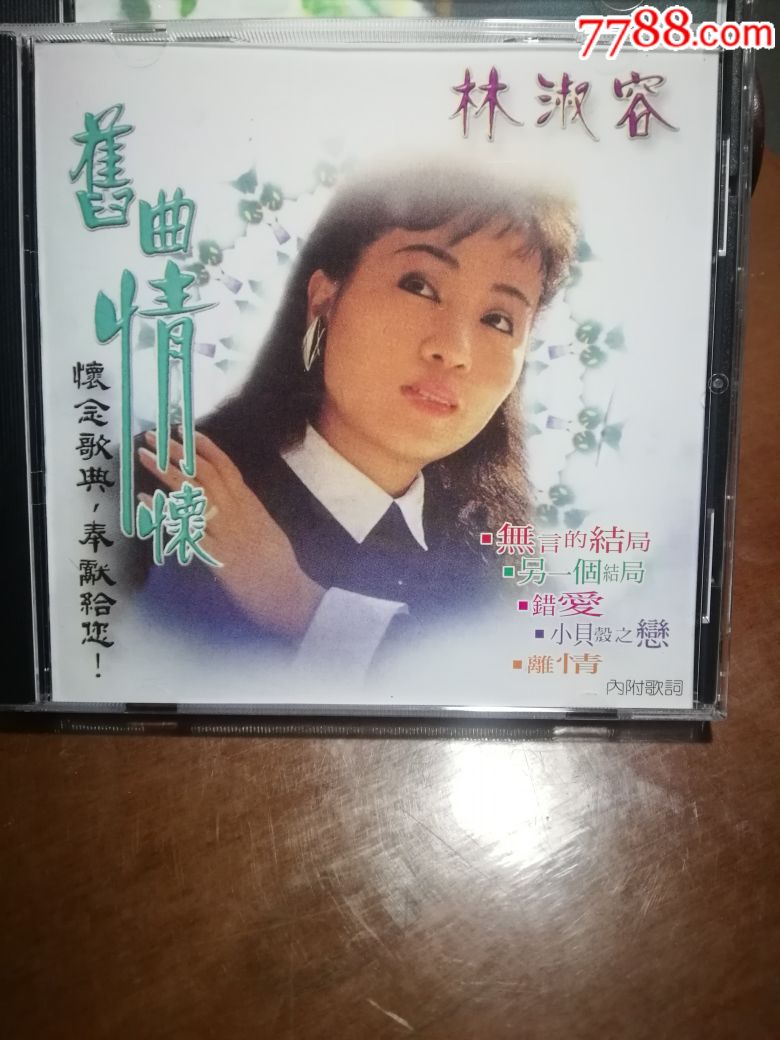 7788.com
林淑容
舊曲情懷
懷念歌典，奉獻給您！
▪無言的結局
▪另一個結局
▪錯愛
▪小貝殼之戀
▪離情
內附歌詞